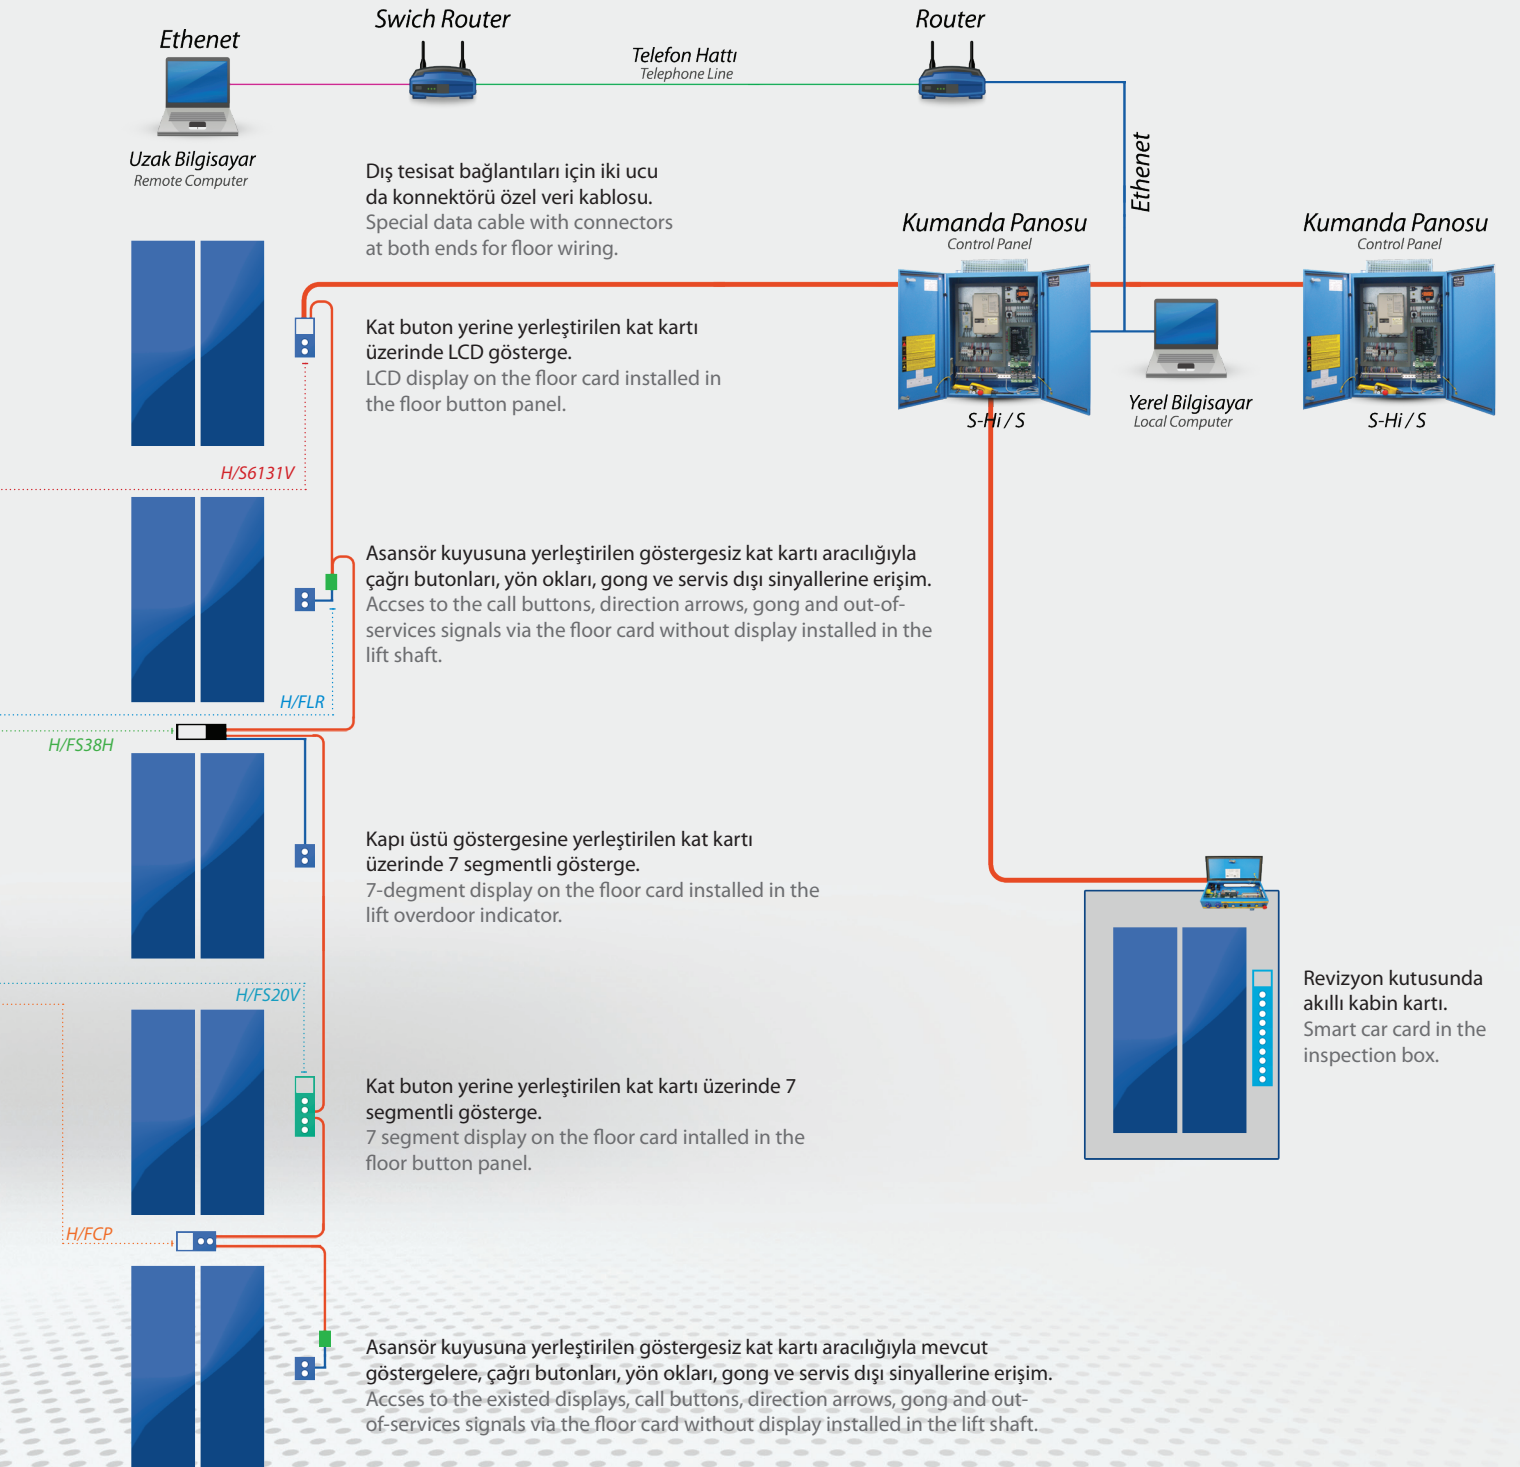 Swich Router
Router
Ethenet
Telefon Hattı
Telephone Line
Uzak Bilgisayar
Remote Computer
Ethenet
Dış tesisat bağlantıları için iki ucu
da konnektörü özel veri kablosu.
Special data cable with connectors
at both ends for floor wiring.
Kumanda Panosu
Control Panel
Kumanda Panosu
Control Panel
Kat buton yerine yerleştirilen kat kartı
üzerinde LCD gösterge.
LCD display on the floor card installed in
the floor button panel.
S-Hi / S
Yerel Bilgisayar
Local Computer
S-Hi / S
H/S6131V
Asansör kuyusuna yerleştirilen göstergesiz kat kartı aracılığıyla
çağrı butonları, yön okları, gong ve servis dışı sinyallerine erişim.
Accses to the call buttons, direction arrows, gong and out-of-
services signals via the floor card without display installed in the
lift shaft.
H/FLR
H/FS38H
Kapı üstü göstergesine yerleştirilen kat kartı
üzerinde 7 segmentli gösterge.
7-degment display on the floor card installed in the
lift overdoor indicator.
H/FS20V
Revizyon kutusunda
akıllı kabin kartı.
Smart car card in the
inspection box.
Kat buton yerine yerleştirilen kat kartı üzerinde 7
segmentli gösterge.
7 segment display on the floor card intalled in the
floor button panel.
H/FCP
Asansör kuyusuna yerleştirilen göstergesiz kat kartı aracılığıyla mevcut
göstergelere, çağrı butonları, yön okları, gong ve servis dışı sinyallerine erişim.
Accses to the existed displays, call buttons, direction arrows, gong and out-
of-services signals via the floor card without display installed in the lift shaft.